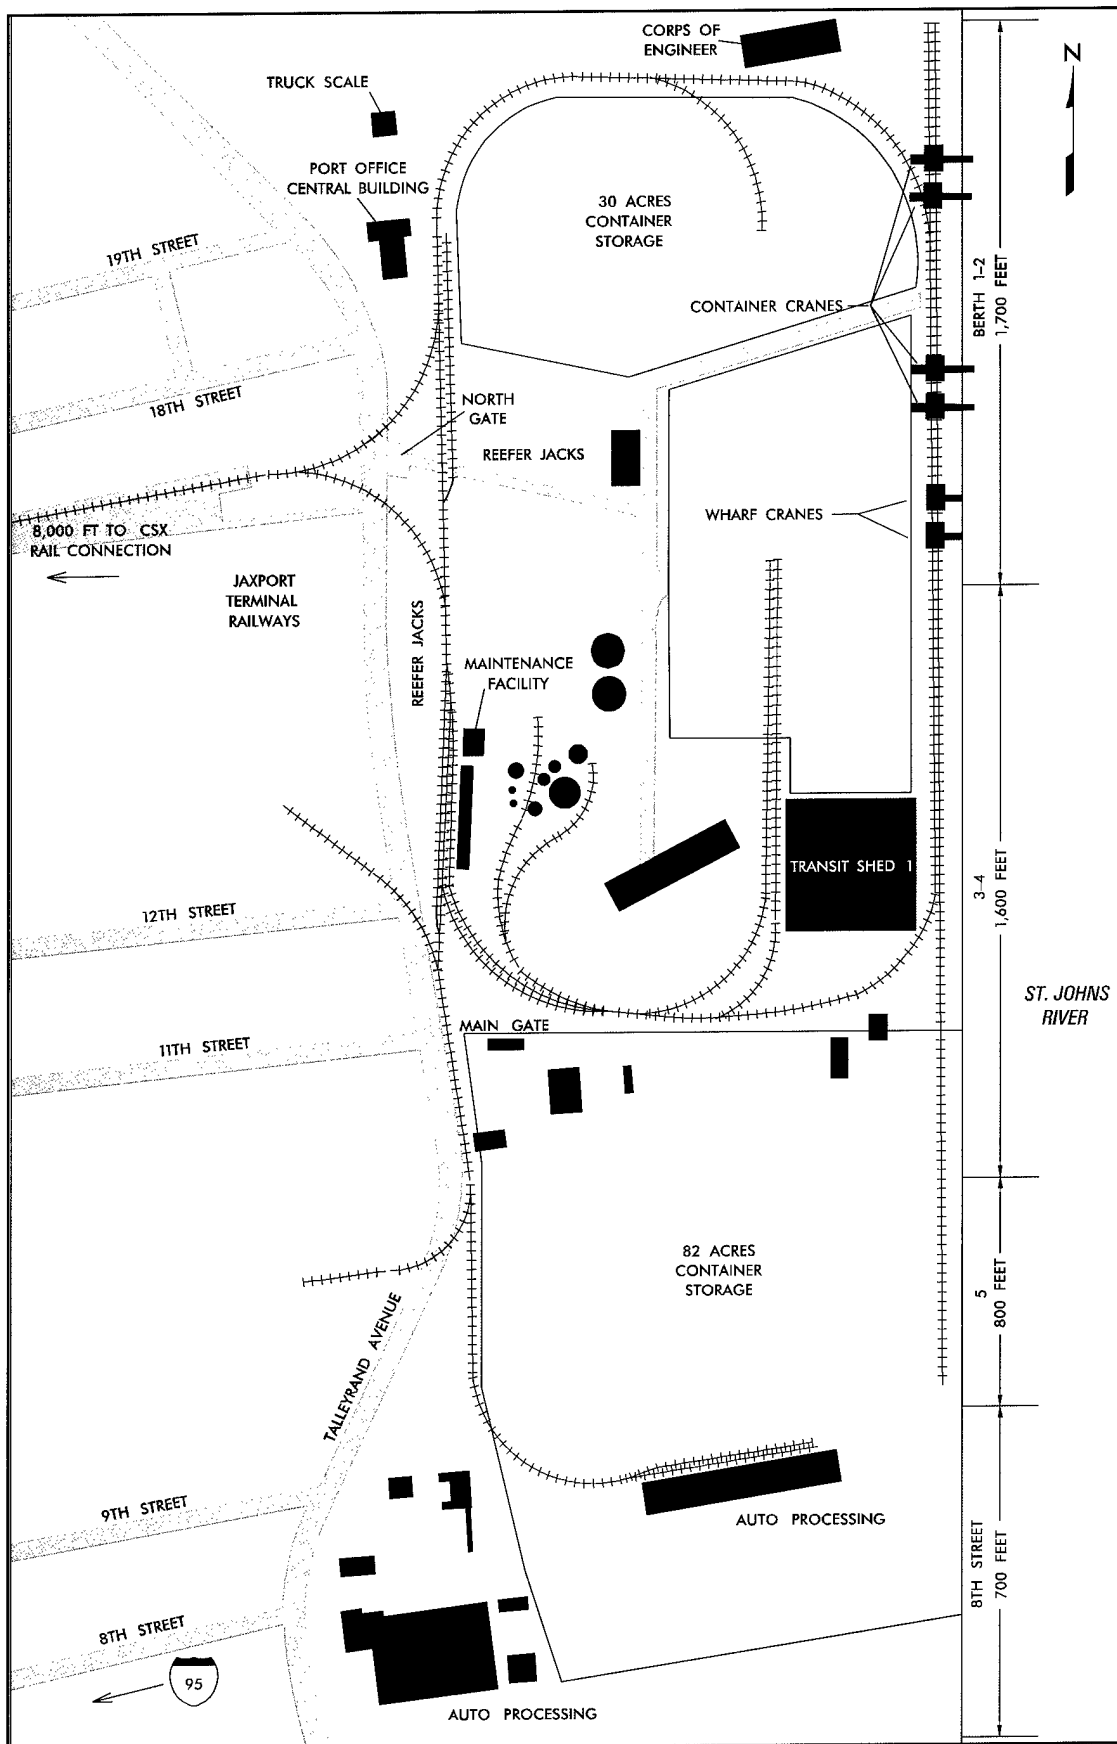 CORPS OF
ENGINEER
N
TRUCK SCALE
PORT OFFICE
CENTRAL BUILDING
30 ACRES
CONTAINER
STORAGE
19TH STREET
CONTAINER CRANES
BERTH 1-2
1,700 FEET
18TH STREET
NORTH
GATE
REEFER JACKS
WHARF CRANES
8,000 FT TO CSX
RAIL CONNECTION
JAXPORT
TERMINAL
RAILWAYS
REEFER JACKS
MAINTENANCE
FACILITY
TRANSIT SHED 1
3-4
1,600 FEET
12TH STREET
ST. JOHNS
RIVER
MAIN GATE
11TH STREET
82 ACRES
CONTAINER
STORAGE
5
800 FEET
TALLEYRAND AVENUE
9TH STREET
AUTO PROCESSING
8TH STREET
700 FEET
8TH STREET
95
AUTO PROCESSING